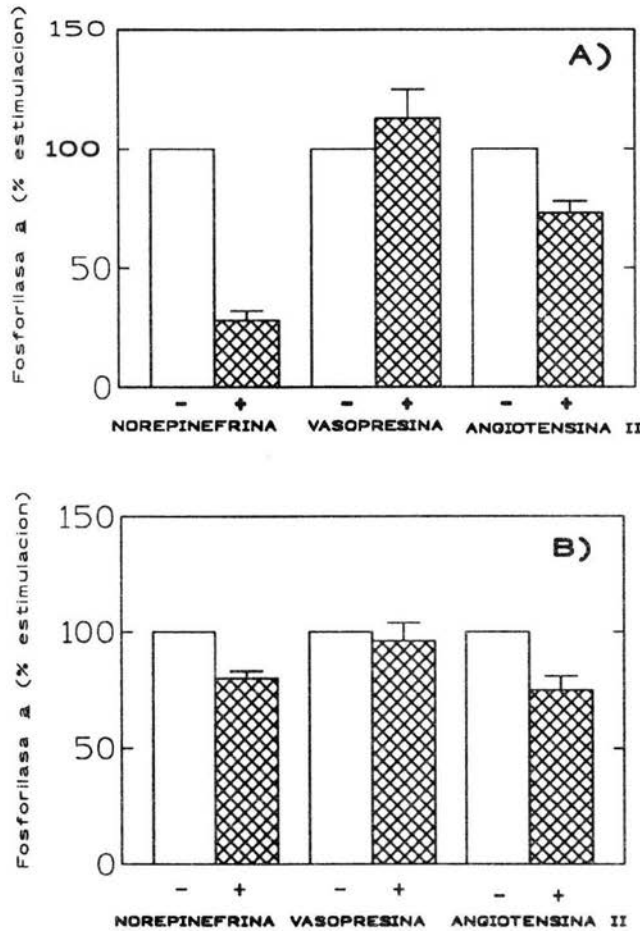 150
A)
100
50
0
Fosforilasa a (% estimulacion)
- + - + - +
NOREPINEFRINA VASOPRESINA ANGIOTENSINA II
150
B)
100
50
0
Fosforilasa a (% estimulacion)
- + - + - +
NOREPINEFRINA VASOPRESINA ANGIOTENSINA II